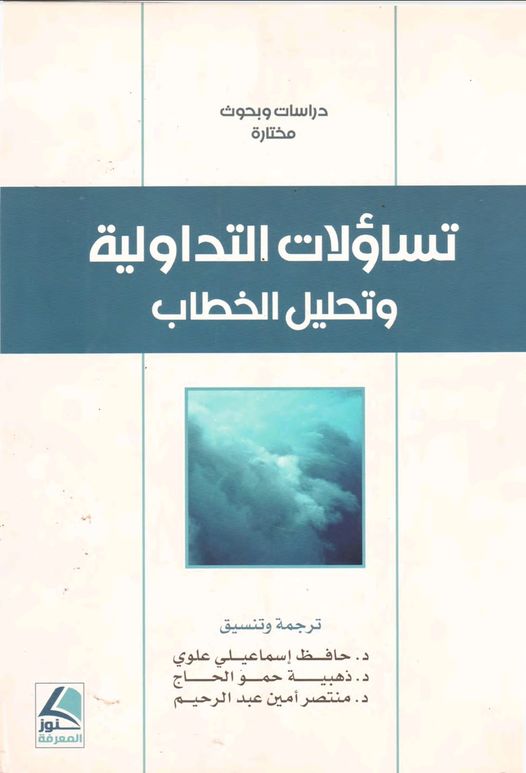 دراسات وبحوث
مختارة
تساؤلات التداولية
وتحليل الخطاب
ترجمة وتنسيق
د. حافظ إسماعيلي علوي
د. ذهبية حمو الحاج
د. منتصر أمين عبد الرحيم
كنوز
المعرفة